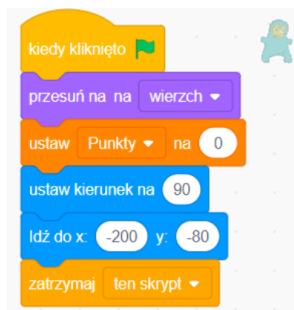 kiedy kliknięto
przesuń na na wierzch
ustaw Punkty na 0
ustaw kierunek na 90
Idź do x: -200 y: -80
zatrzymaj ten skrypt